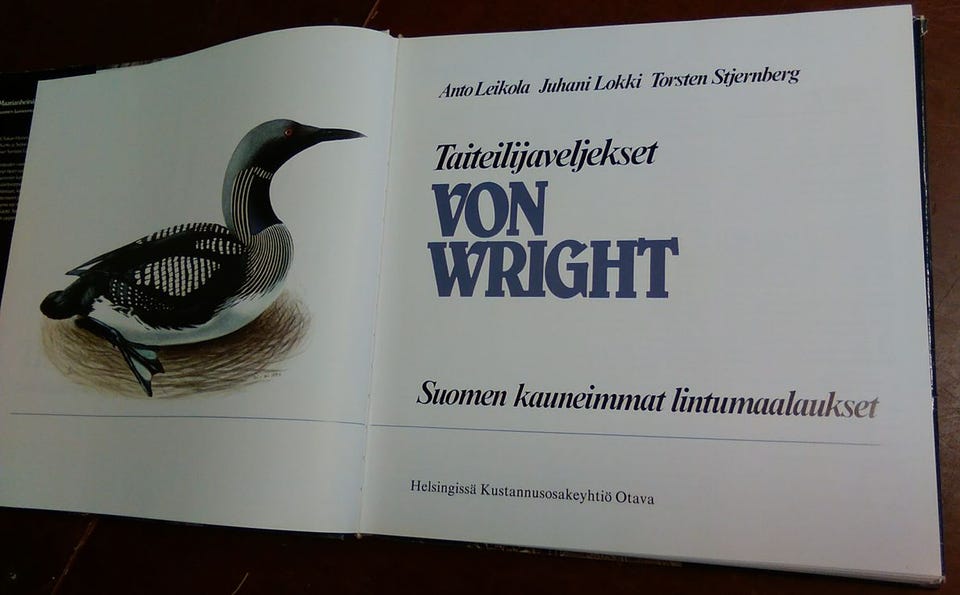 Anto Leikola Juhani Lokki Torsten Stjernberg
Taiteilijaveljekset
VON
WRIGHT
Suomen kauneimmat lintumaalaukset
Helsingissä Kustannusosakeyhtiö Otava